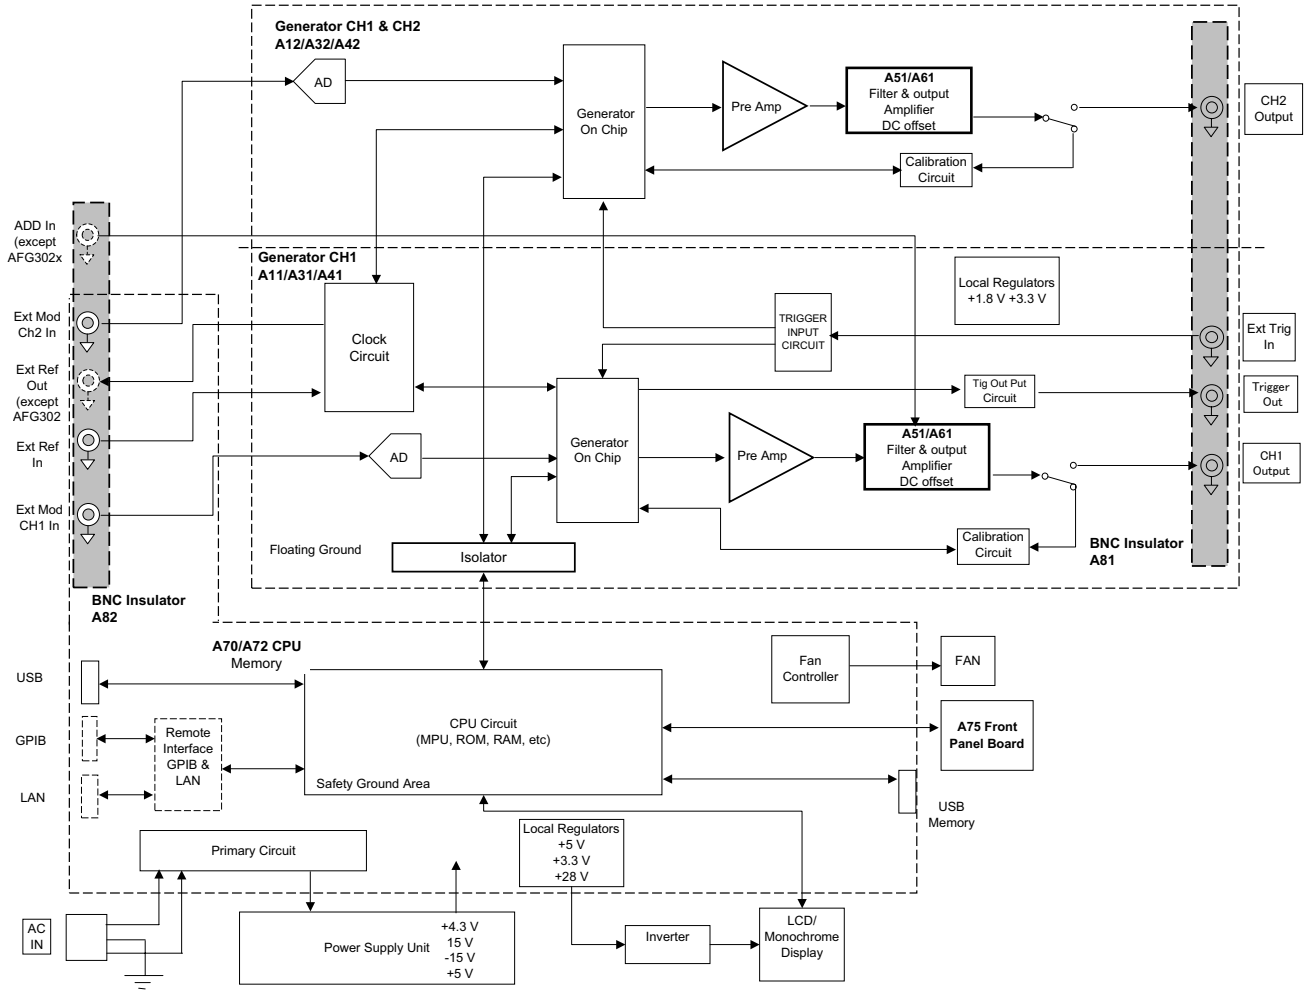 Generator CH1 & CH2
A12/A32/A42
AD
Generator
On Chip
Pre Amp
A51/A61
Filter & output
Amplifier
DC offset
Calibration
Circuit
CH2
Output
ADD In
(except
AFG302x
Generator CH1
A11/A31/A41
Local Regulators
+1.8 V +3.3 V
Ext Mod
Ch2 In
Clock
Circuit
TRIGGER
INPUT
CIRCUIT
Ext Trig
In
Ext Ref
Out
(except
AFG302
Tig Out Put
Circuit
Trigger
Out
Ext Ref
In
AD
Generator
On Chip
Pre Amp
A51/A61
Filter & output
Amplifier
DC offset
CH1
Output
Ext Mod
CH1 In
Floating Ground
Isolator
Calibration
Circuit
BNC Insulator
A81
BNC Insulator
A82
A70/A72 CPU
Memory
USB
GPIB
LAN
Remote
Interface
GPIB &
LAN
CPU Circuit
(MPU, ROM, RAM, etc)
Safety Ground Area
Fan
Controller
FAN
A75 Front
Panel Board
USB
Memory
Primary Circuit
Local Regulators
+5 V
+3.3 V
+28 V
AC
IN
Power Supply Unit
+4.3 V
15 V
-15 V
+5 V
Inverter
LCD/
Monochrome
Display